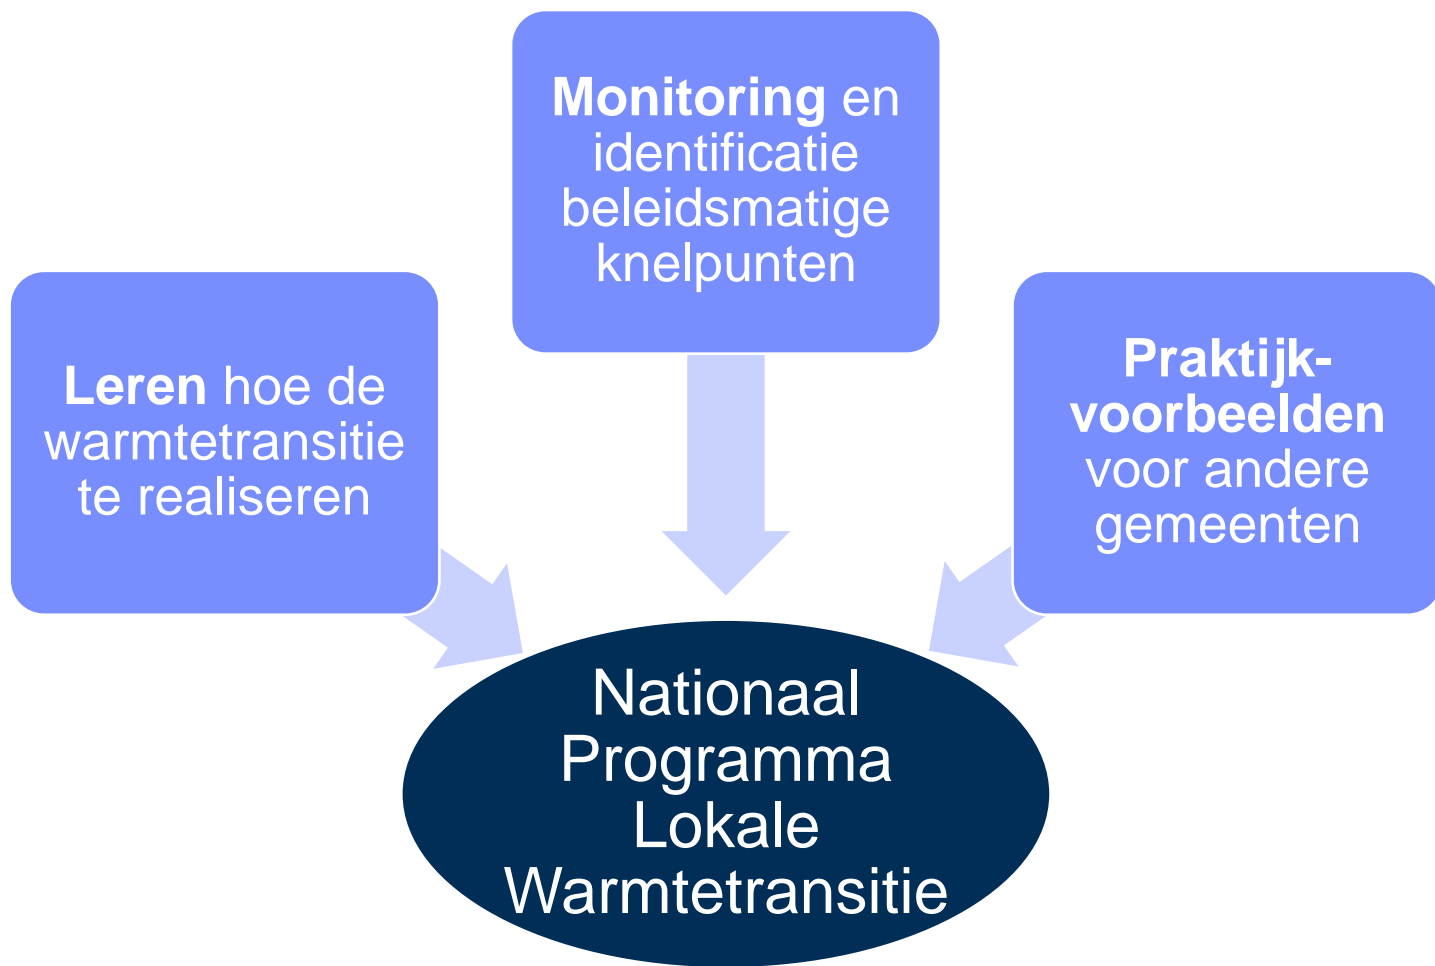 Monitoring en
identificatie
beleidsmatige
knelpunten
Leren hoe de
warmtetransitie
te realiseren
Praktijk-
voorbeelden
voor andere
gemeenten
Nationaal
Programma
Lokale
Warmtetransitie